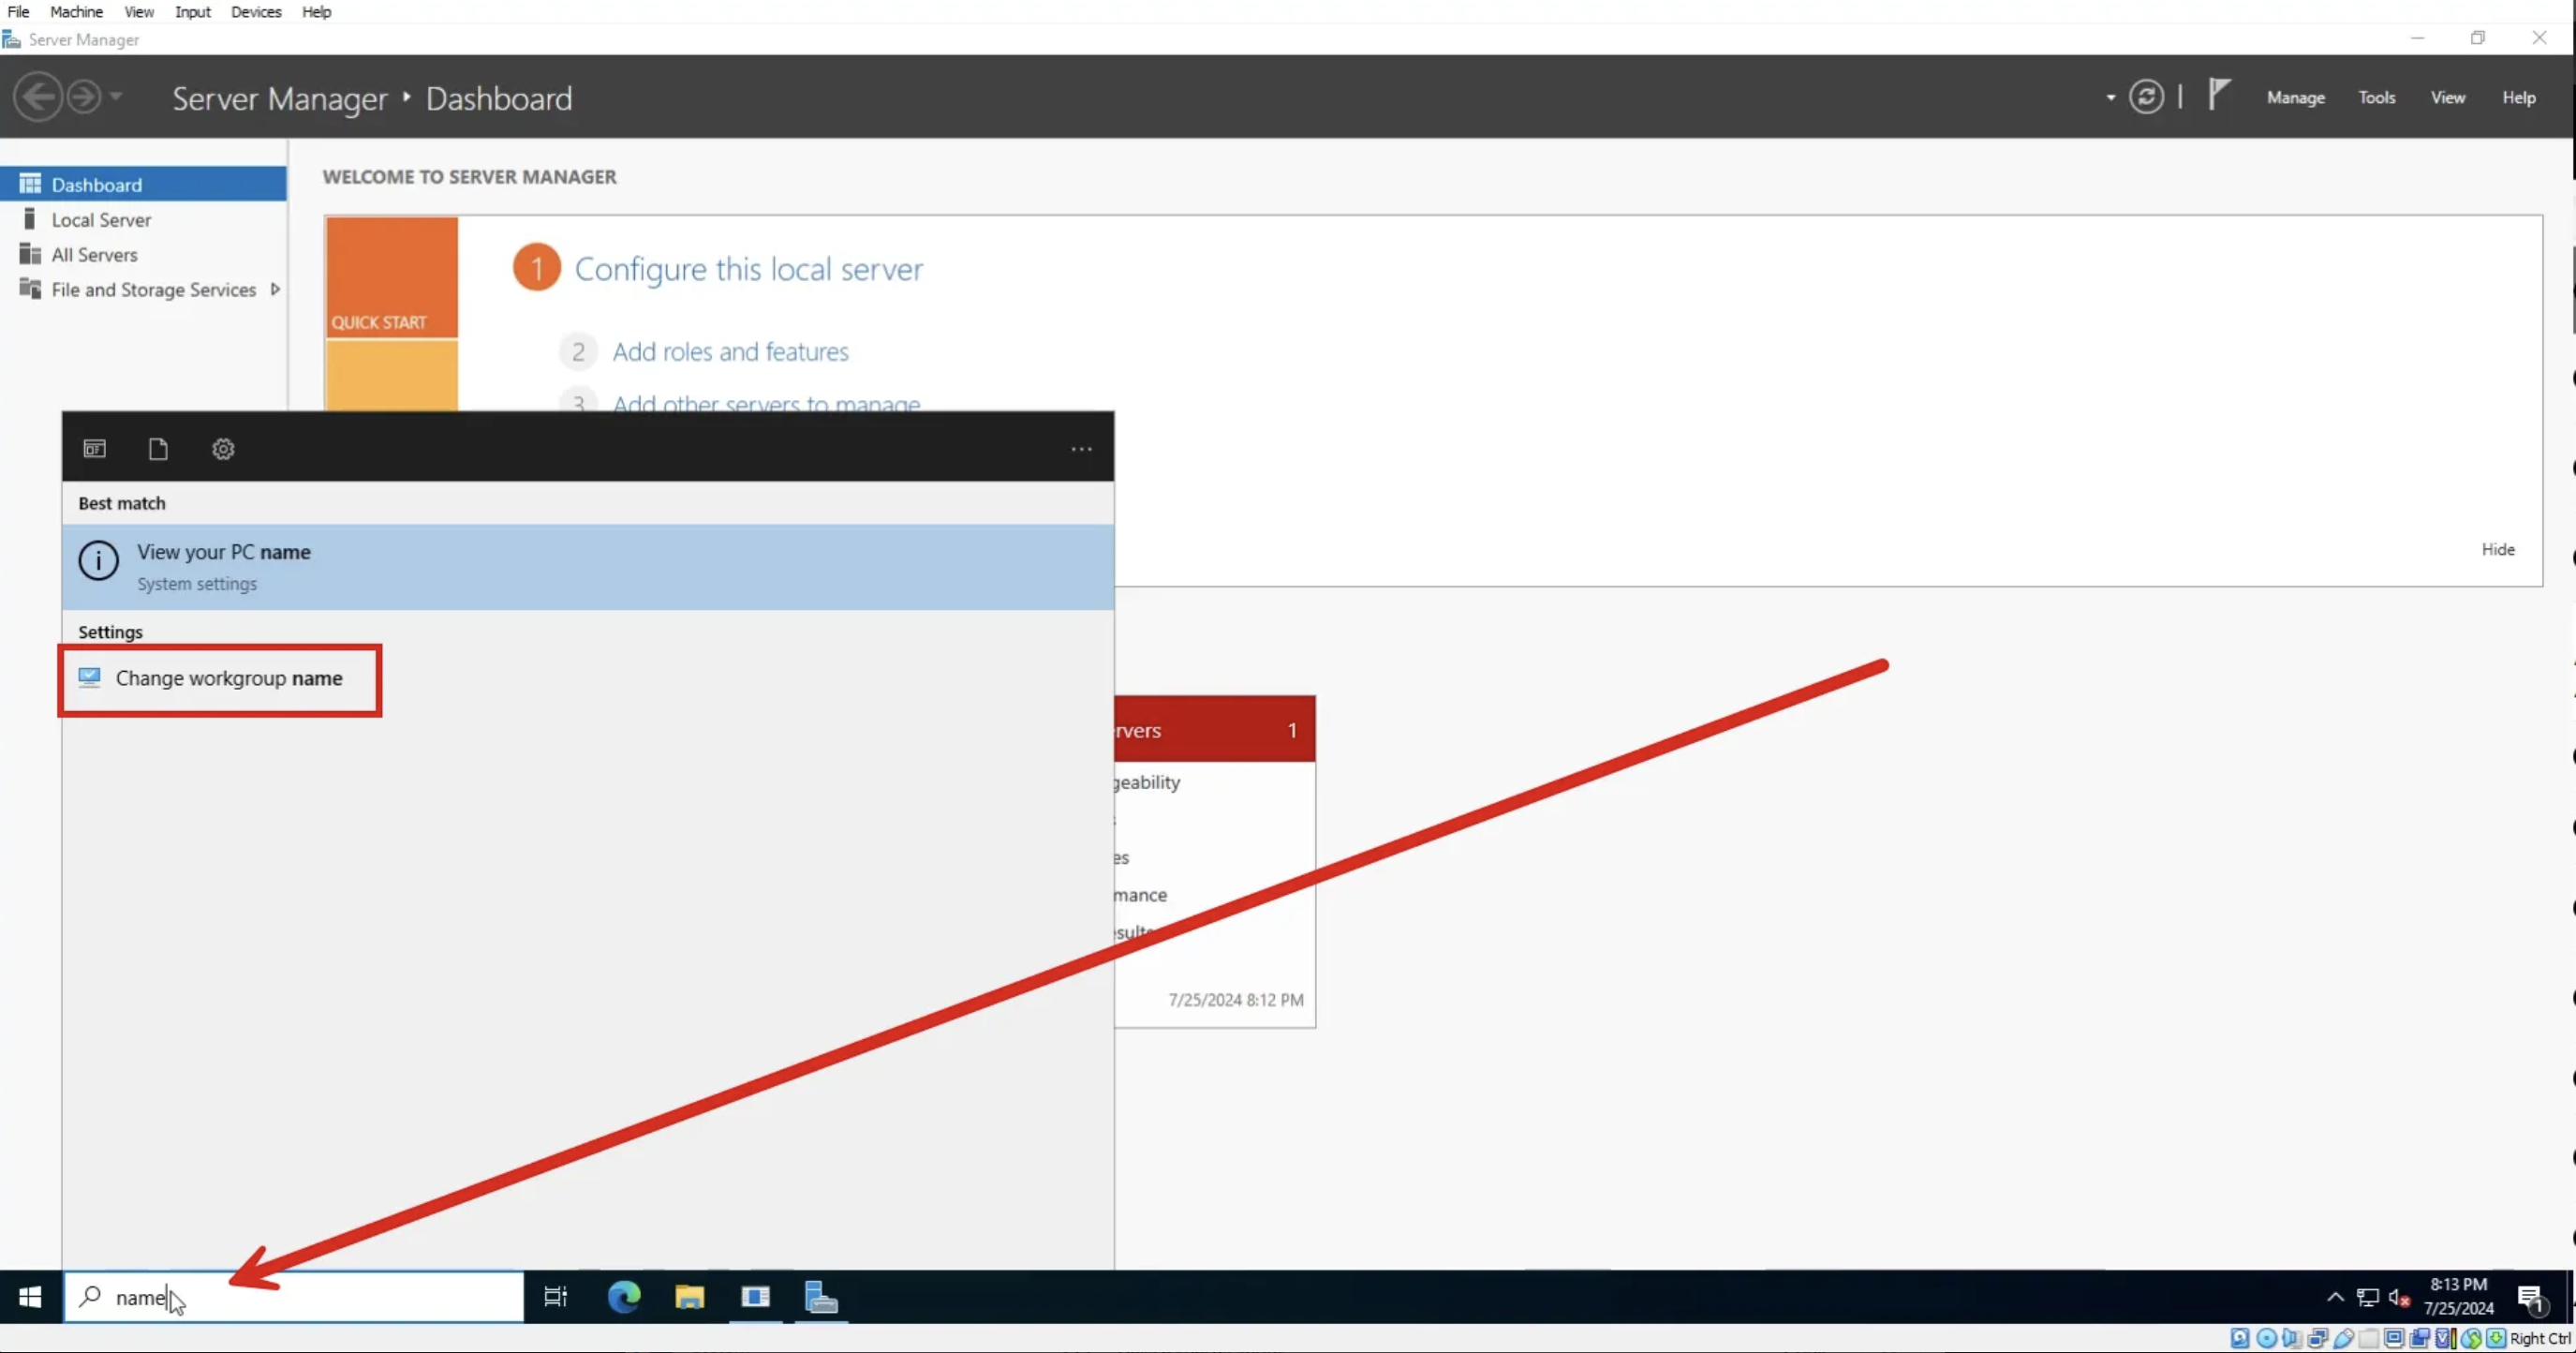 File Machine View Input Devices Help
Server Manager
Server Manager Dashboard
Manage Tools View Help
Dashboard
Local Server
All Servers
File and Storage Services
WELCOME TO SERVER MANAGER
QUICK START
1 Configure this local server
2 Add roles and features
3 Add other servers to manage
Hide
...
Best match
View your PC name
System settings
Settings
Change workgroup name
rvers 1
geability
es
mance
esults
7/25/2024 8:12 PM
name
8:13 PM
7/25/2024
1
Right Ctrl